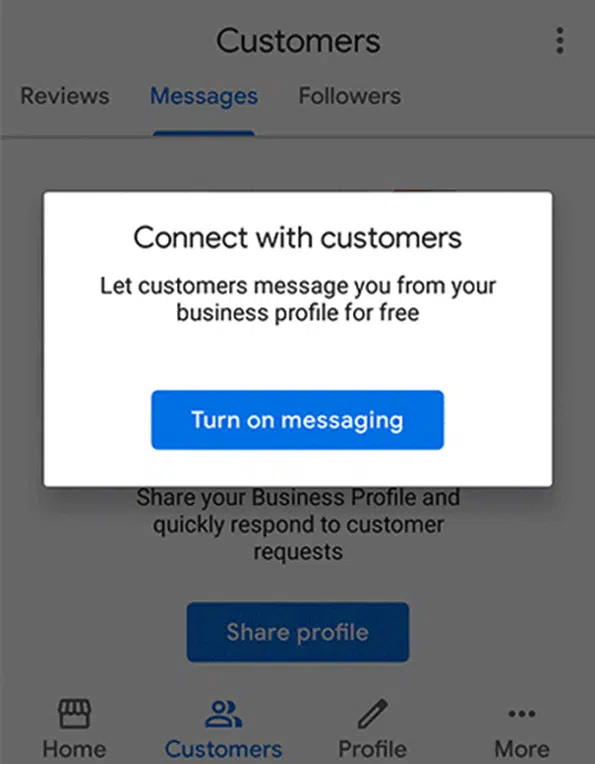 Customers
Reviews Messages Followers
Connect with customers
Let customers message you from your
business profile for free
Turn on messaging
Share your Business Profile and
quickly respond to customer
requests
Share profile
Home Customers Profile More